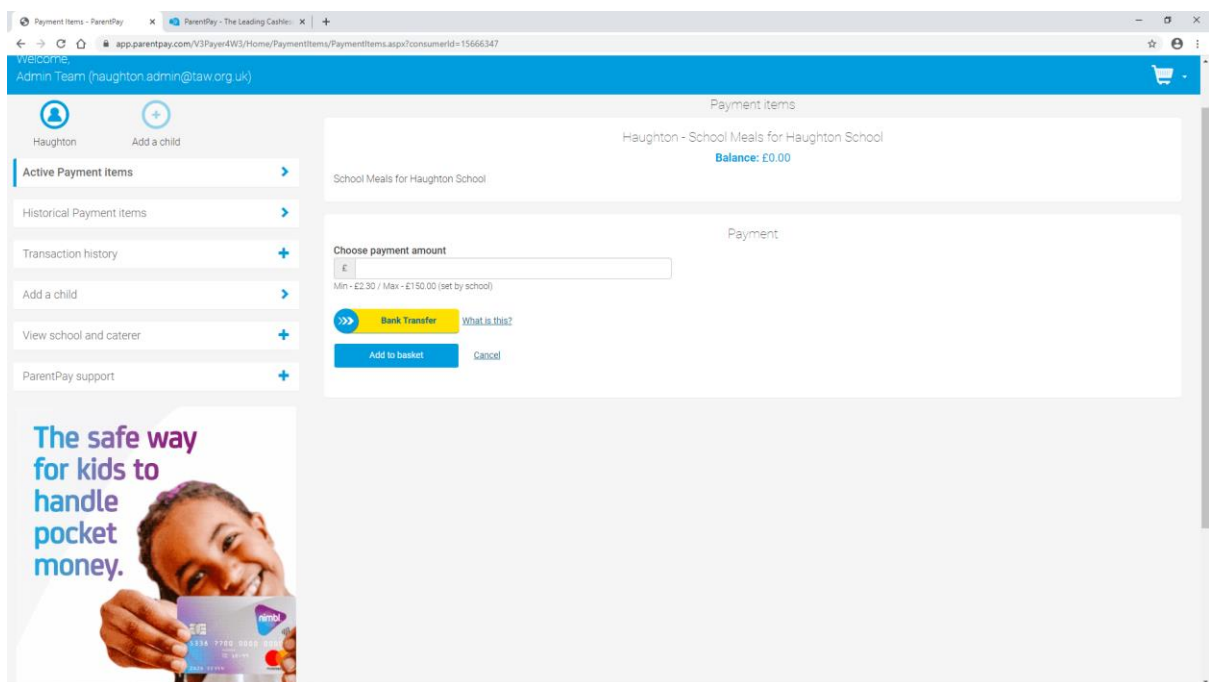 Payment Items - ParentPay
ParentPay - The Leading Cashles
app.parentpay.com/V3Payer4W3/Home/PaymentItems/PaymentItems.aspx?consumerId=15666347
Welcome,
Admin Team (haughton.admin@taw.org.uk)
Haughton
Add a child
Active Payment items
Historical Payment items
Transaction history
Add a child
View school and caterer
ParentPay support
The safe way
for kids to
handle
pocket
money.
nimbl
Payment items
Haughton - School Meals for Haughton School
Balance: £0.00
School Meals for Haughton School
Payment
Choose payment amount
£
Min - £2.30 / Max - £150.00 (set by school)
Bank Transfer What is this?
Add to basket Cancel